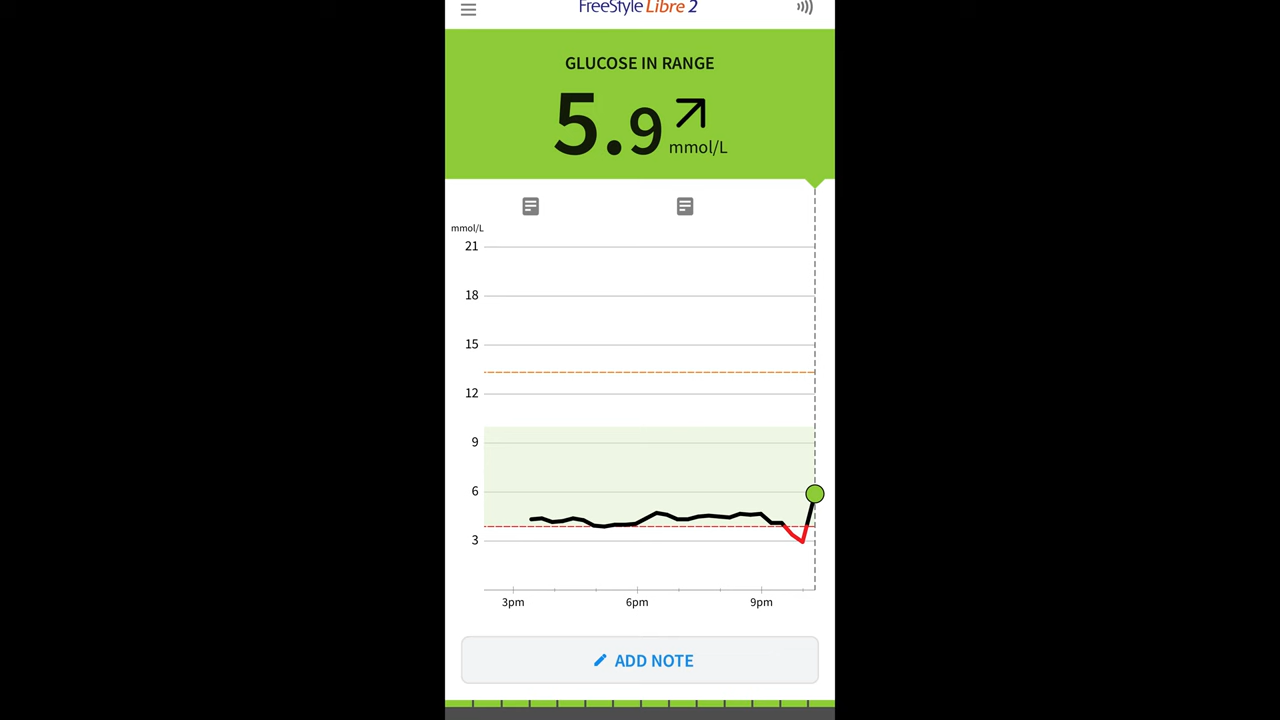 FreeStyle Libre 2
GLUCOSE IN RANGE
5.9
mmol/L
mmol/L
21
18
15
12
9
6
3
3pm 6pm 9pm
ADD NOTE